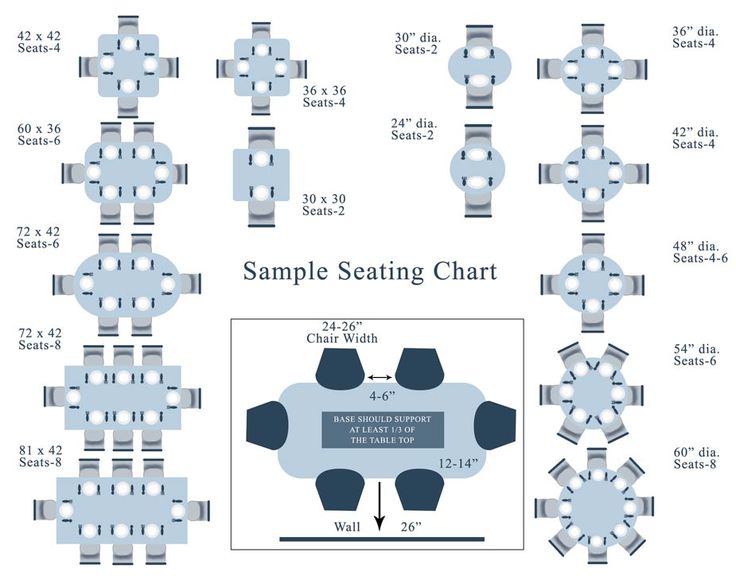 42 x 42
Seats-4
36 x 36
Seats-4
30” dia.
Seats-2
36” dia.
Seats-4
60 x 36
Seats-6
30 x 30
Seats-2
24” dia.
Seats-2
42” dia.
Seats-4
72 x 42
Seats-6
Sample Seating Chart
48” dia.
Seats-4-6
72 x 42
Seats-8
24-26”
Chair Width
4-6”
BASE SHOULD SUPPORT
AT LEAST 1/3 OF
THE TABLE TOP
12-14”
Wall
26”
54” dia.
Seats-6
81 x 42
Seats-8
60” dia.
Seats-8